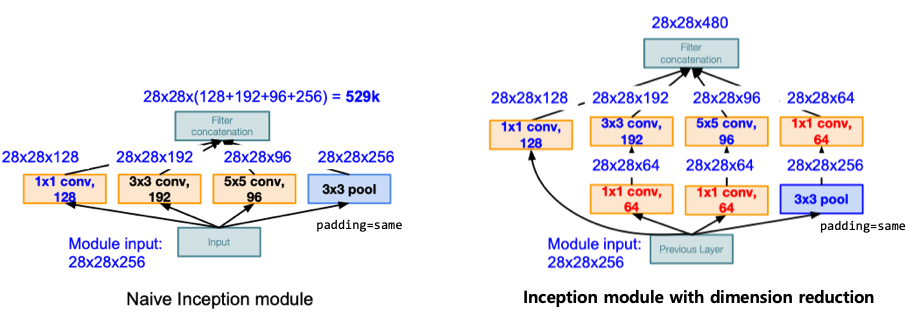 28x28x(128+192+96+256) = 529k
Filter
concatenation
28x28x128
28x28x192
28x28x96
28x28x256
1x1 conv,
128
3x3 conv,
192
5x5 conv,
96
3x3 pool
padding=same
Input
Module input:
28x28x256
Naive Inception module
28x28x480
Filter
concatenation
28x28x128
28x28x192
28x28x96
28x28x64
1x1 conv,
128
3x3 conv,
192
5x5 conv,
96
1x1 conv,
64
28x28x64
28x28x64
28x28x256
1x1 conv,
64
1x1 conv,
64
3x3 pool
padding=same
Module input:
28x28x256
Previous Layer
Inception module with dimension reduction